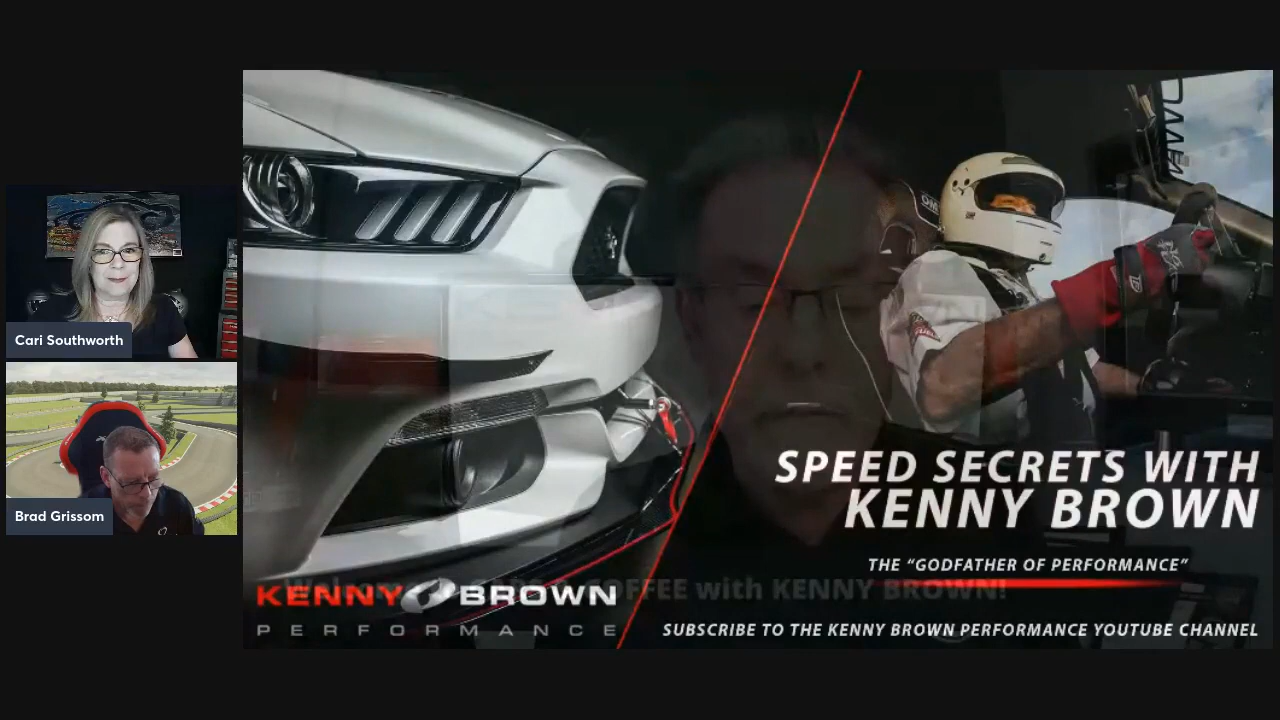 Cari Southworth
Brad Grissom
SPEED SECRETS WITH
KENNY BROWN
THE “GODFATHER OF PERFORMANCE”
COFFEE with KENNY BROWN!
KENNY BROWN
PERFORMANCE
SUBSCRIBE TO THE KENNY BROWN PERFORMANCE YOUTUBE CHANNEL